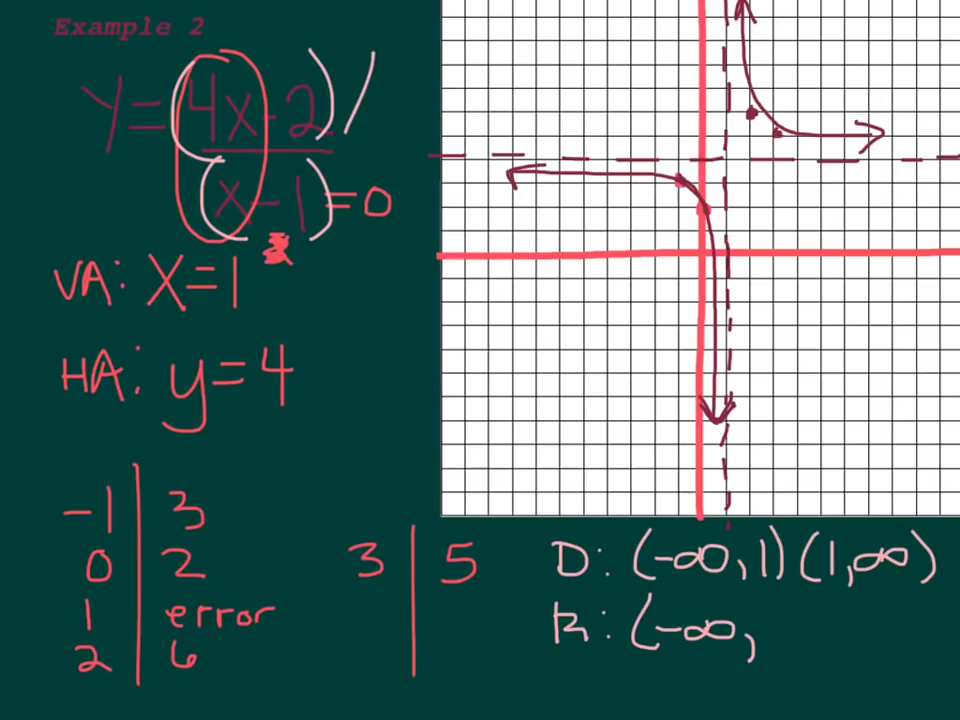 Example 2
Y = (4x - 2) /
(x - 1) = 0
VA: X = 1
HA: y = 4
-1 | 3
0 | 2
1 | error
2 | 6
3 | 5
D: (-∞, 1) (1, ∞)
R: (-∞,